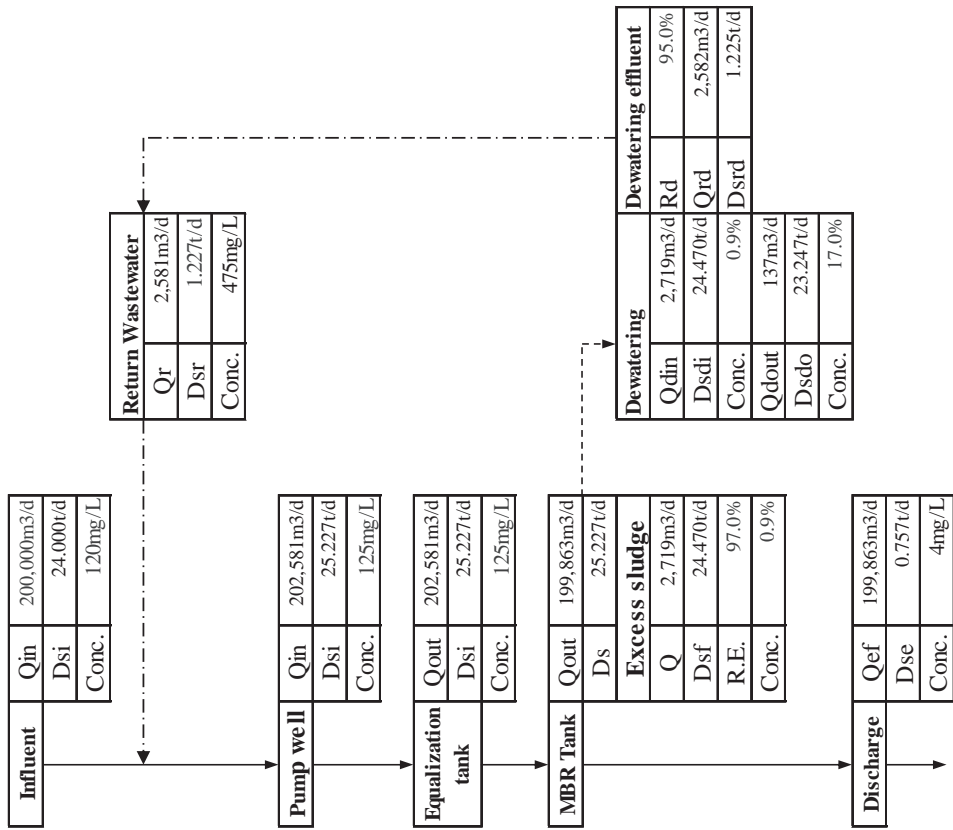 Influent Qin 200,000m3/d
Dsi 24.000t/d
Conc. 120mg/L
Return Wastewater
Qr 2,581m3/d
Dsr 1.227t/d
Conc. 475mg/L
Pump well Qin 202,581m3/d
Dsi 25.227t/d
Conc. 125mg/L
Equalization tank Qout 202,581m3/d
Dsi 25.227t/d
Conc. 125mg/L
MBR Tank Qout 199,863m3/d
Ds 25.227t/d
Excess sludge
Q 2,719m3/d
Dsf 24.470t/d
R.E. 97.0%
Conc. 0.9%
Dewatering Dewatering effluent
Qdin 2,719m3/d Rd 95.0%
Dsdi 24.470t/d Qrd 2,582m3/d
Conc. 0.9% Dsrd 1.225t/d
Qdout 137m3/d
Dsdo 23.247t/d
Conc. 17.0%
Discharge Qef 199,863m3/d
Dse 0.757t/d
Conc. 4mg/L